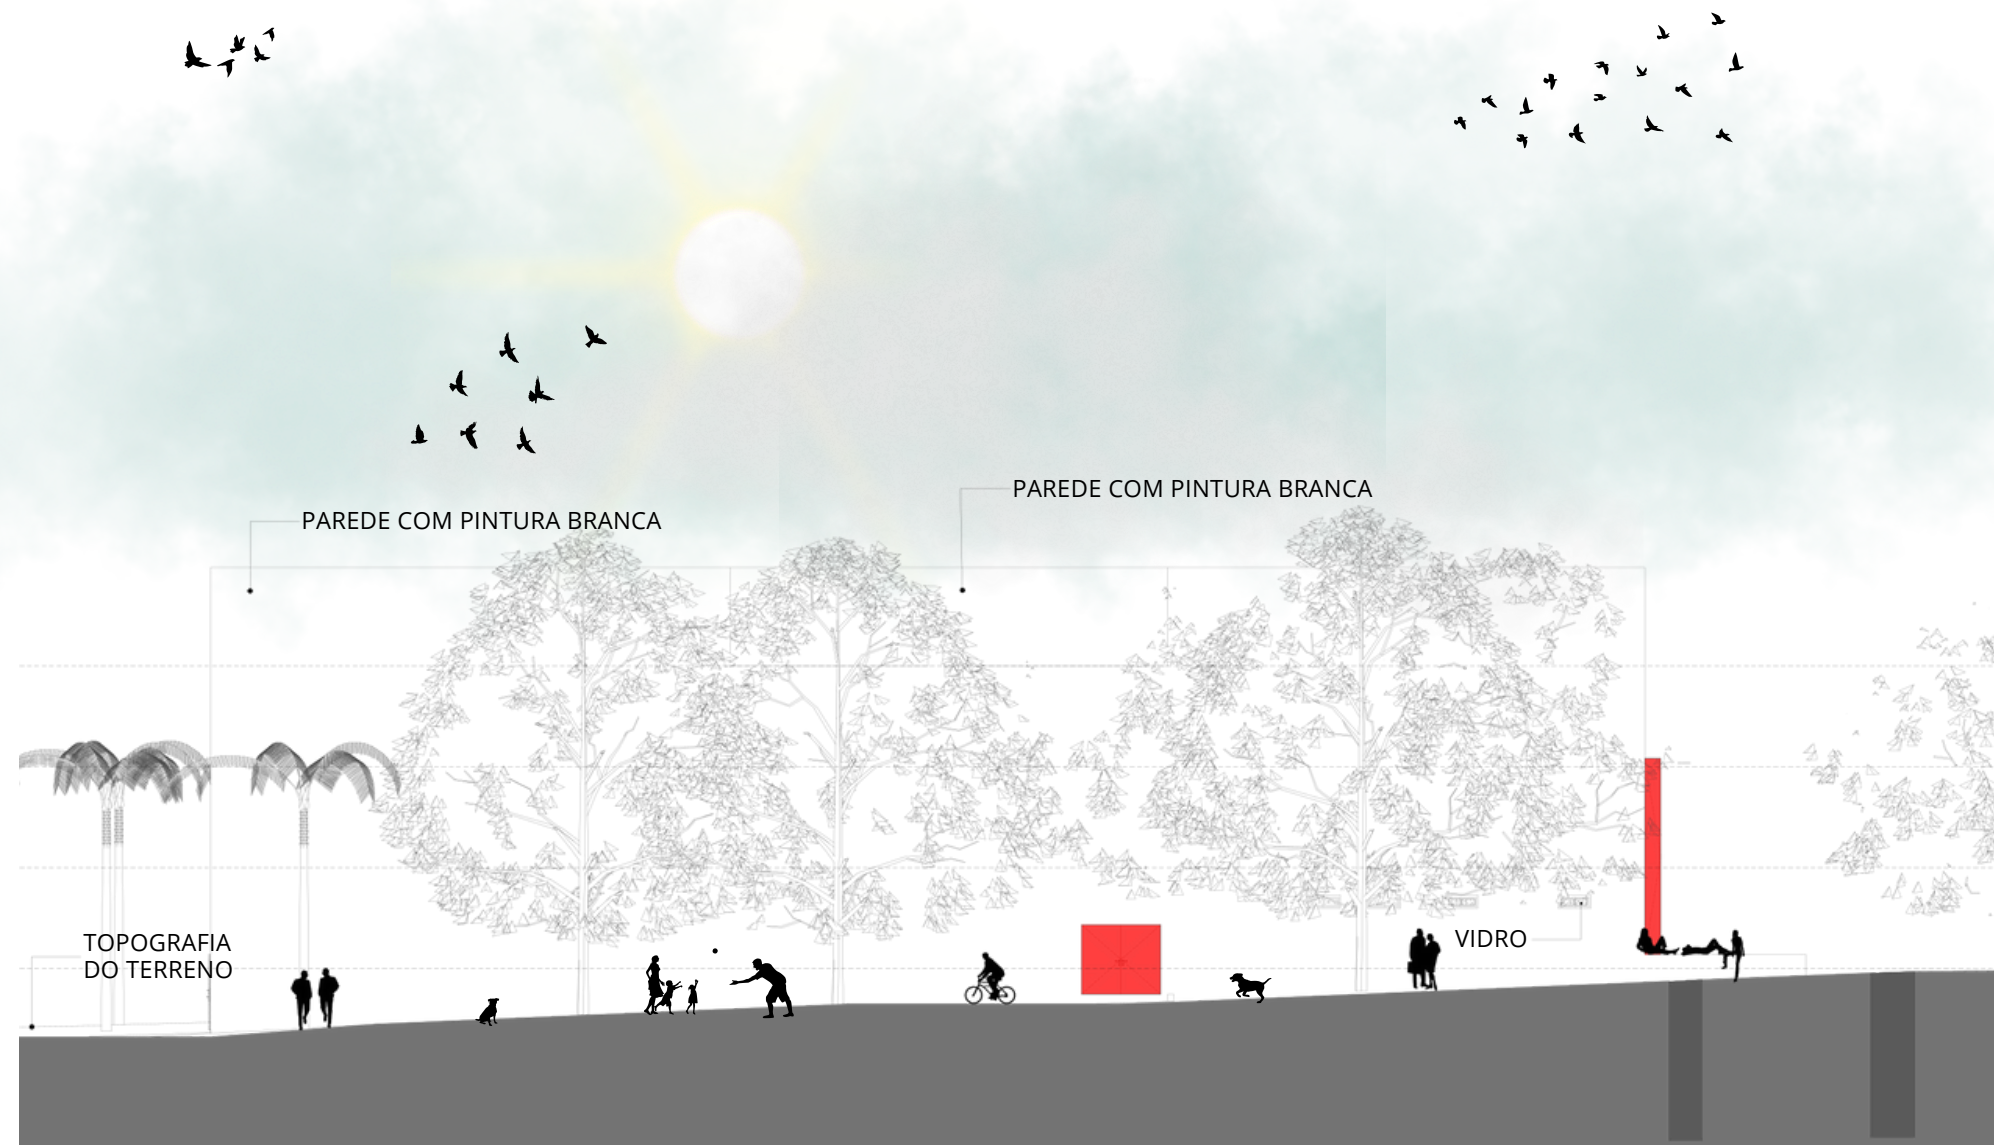 PAREDE COM PINTURA BRANCA
PAREDE COM PINTURA BRANCA
TOPOGRAFIA
DO TERRENO
VIDRO